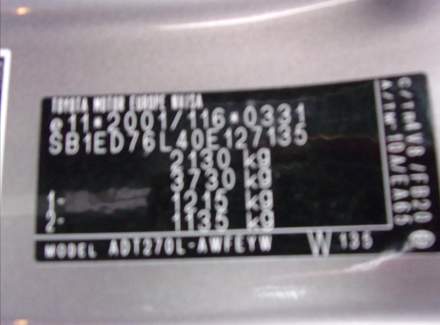 TOYOTA MOTOR EUROPE NV/SA
e11*2001/116*0331
SB1ED76L40E127135
2130 kg
3730 kg
1- 1215 kg
2- 1135 kg
MODEL ADT270L-AWFEYW W 135